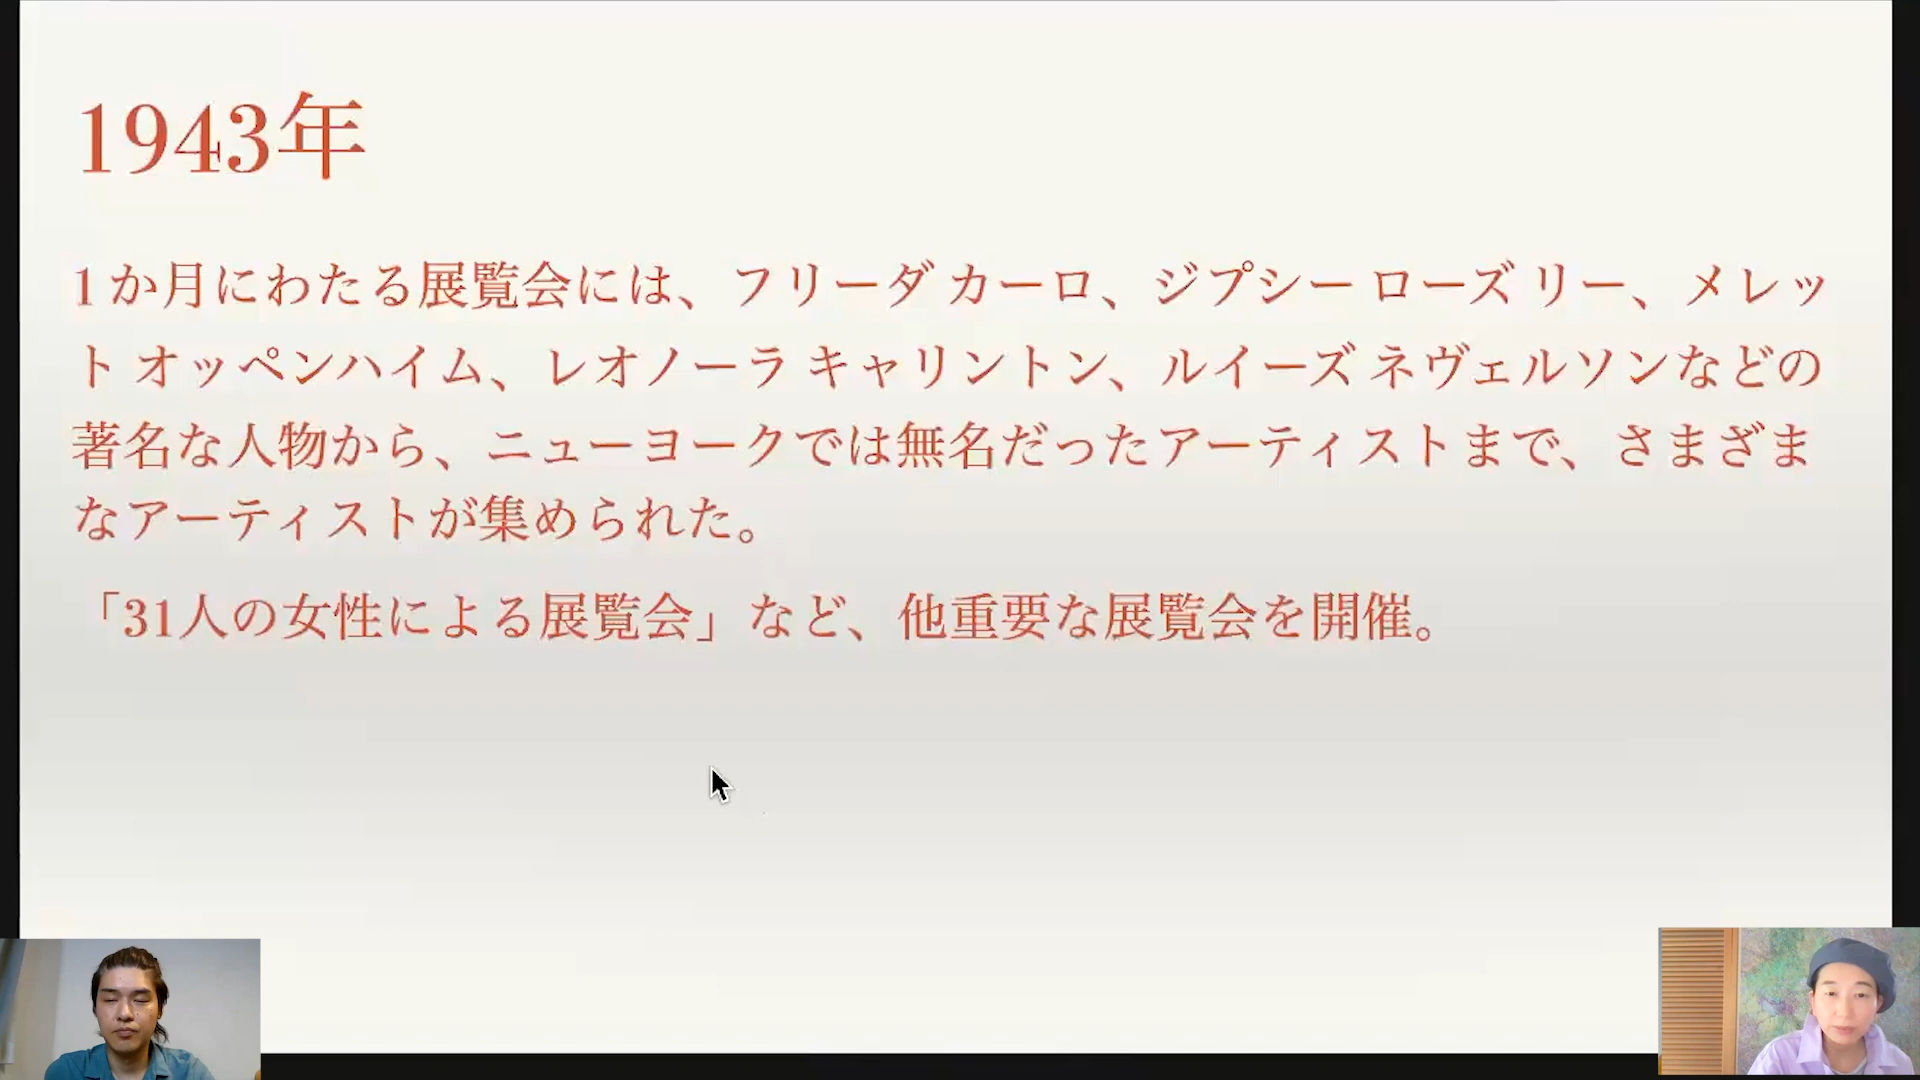 1943年
1か月にわたる展覧会には、フリーダ カーロ、ジプシー ローズ リー、メレッ
ト オッペンハイム、レオノーラ キャリントン、ルイーズ ネヴェルソンなどの
著名な人物から、ニューヨークでは無名だったアーティストまで、さまざま
なアーティストが集められた。
「31人の女性による展覧会」など、他重要な展覧会を開催。